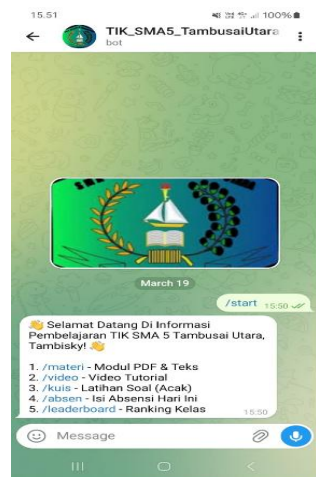 15.51
100%
TIK_SMA5_TambusaiUtara
bot
March 19
/start 15:50
👋 Selamat Datang Di Informasi
Pembelajaran TIK SMA 5 Tambusai Utara,
Tambisky! 👋
1. /materi - Modul PDF & Teks
2. /video - Video Tutorial
3. /kuis - Latihan Soal (Acak)
4. /absen - Isi Absensi Hari Ini
5. /leaderboard - Ranking Kelas
15:50
Message